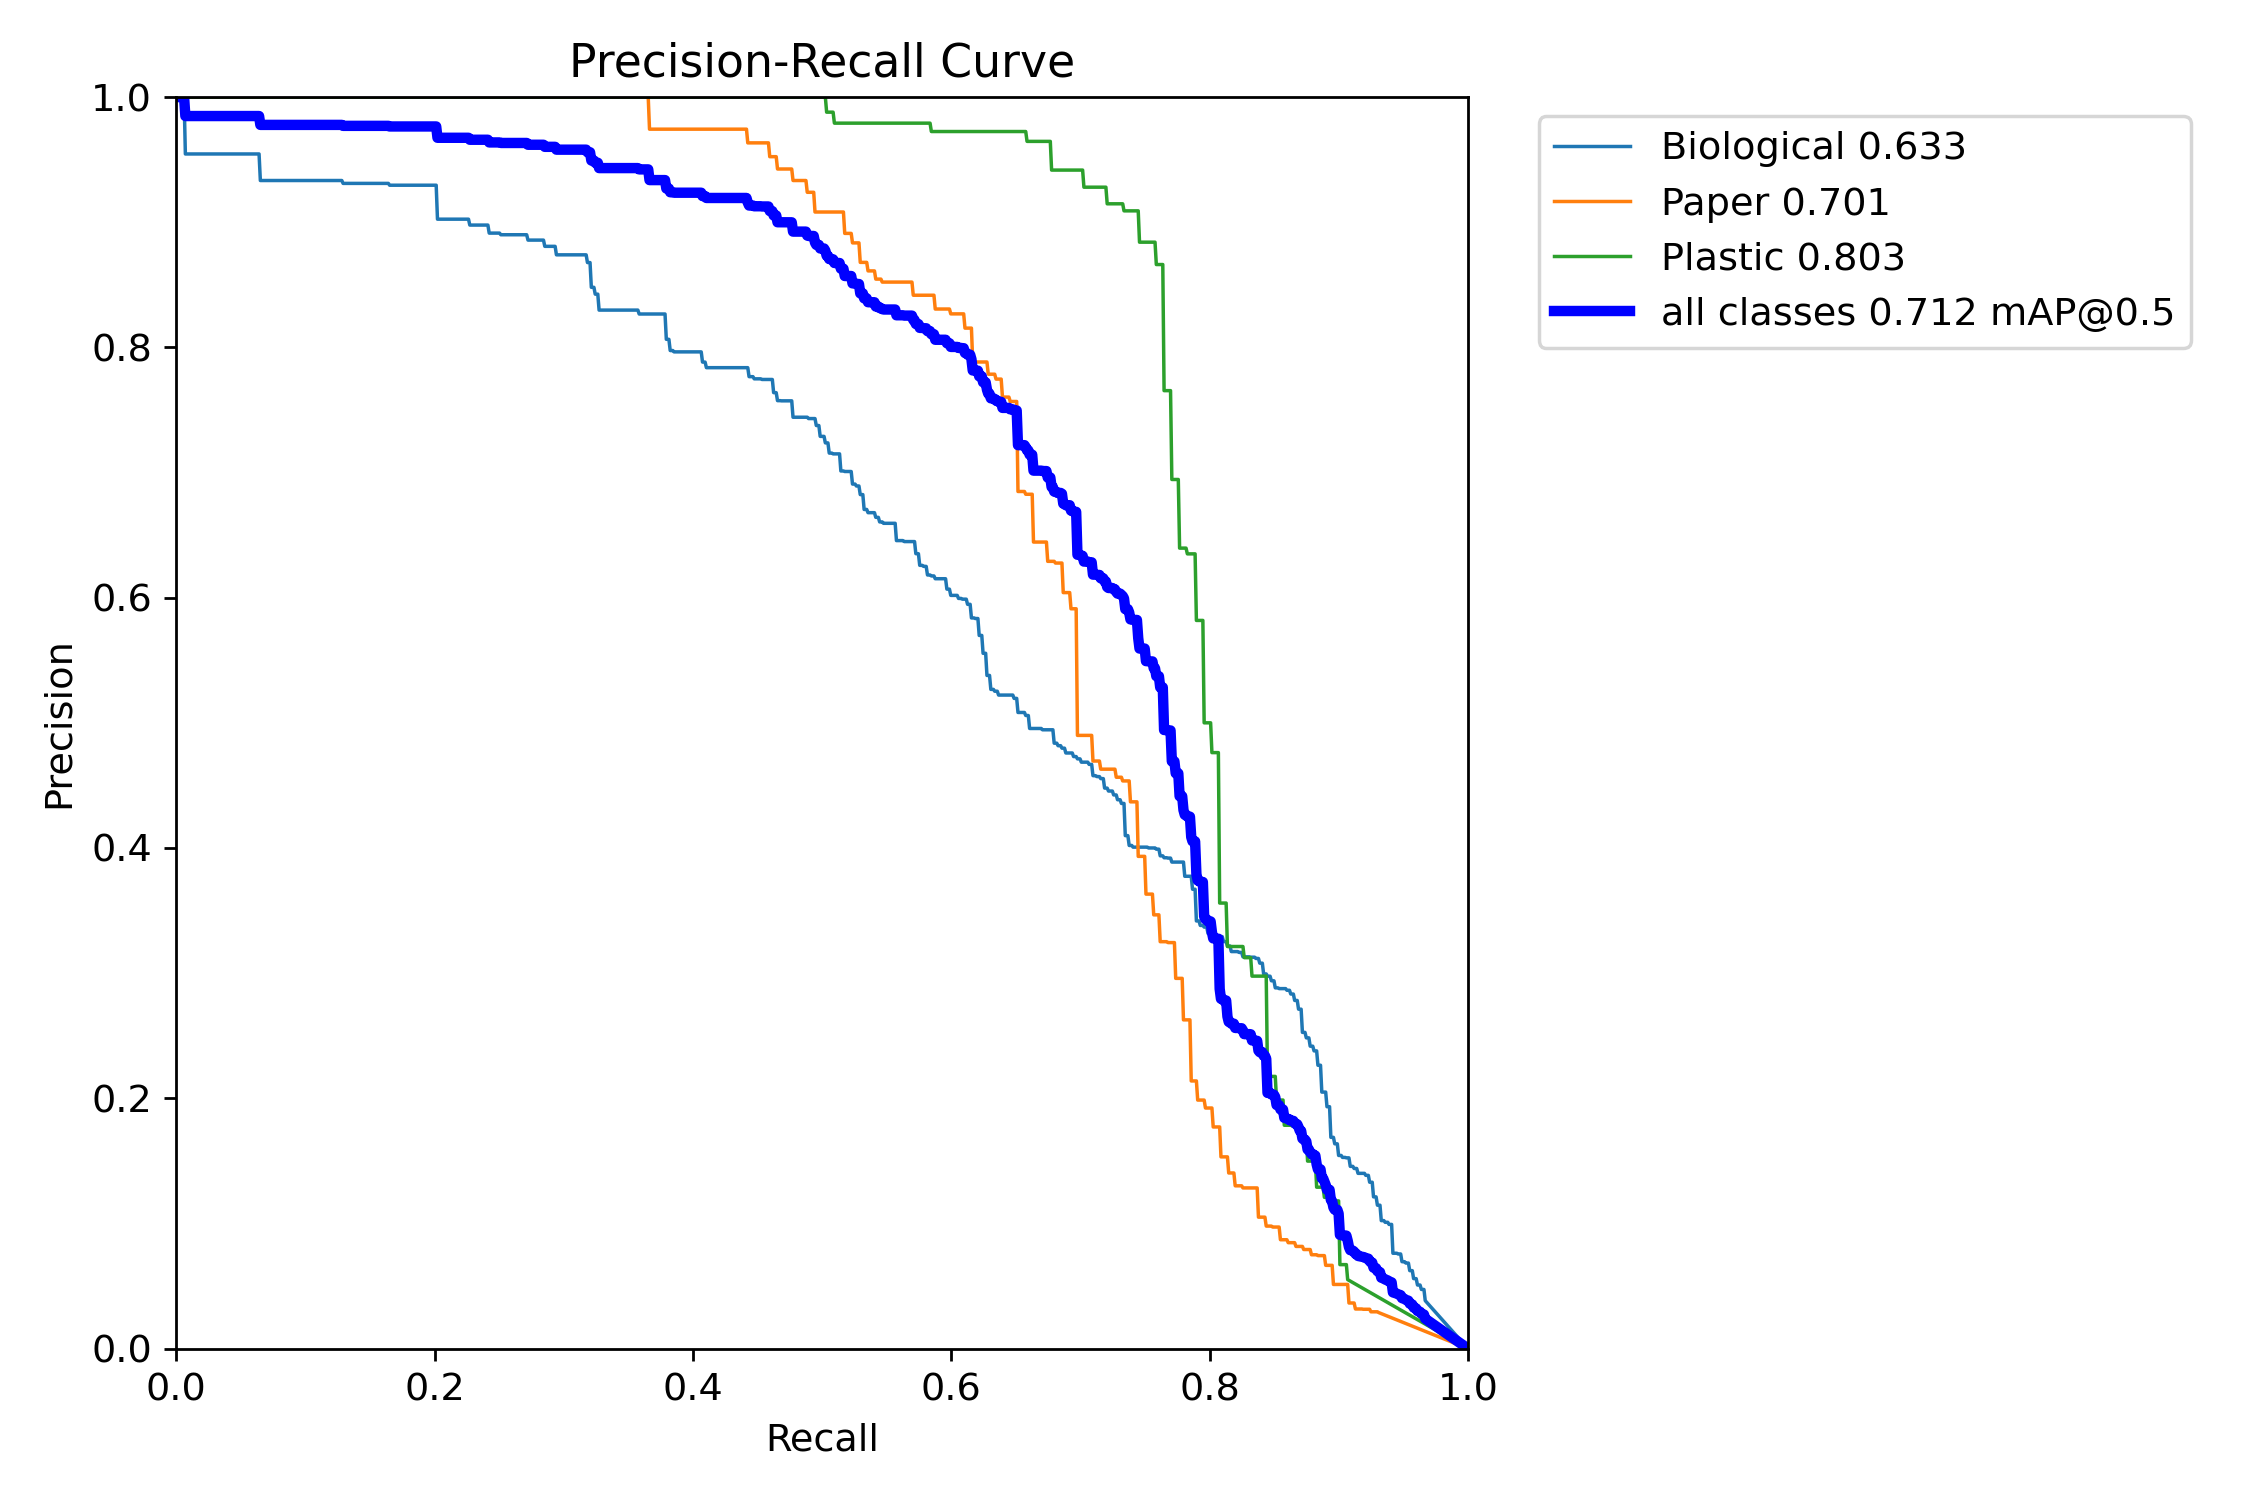 Precision-Recall Curve
1.0
0.8
0.6
0.4
0.2
0.0
Precision
0.0 0.2 0.4 0.6 0.8 1.0
Recall
Biological 0.633
Paper 0.701
Plastic 0.803
all classes 0.712 mAP@0.5